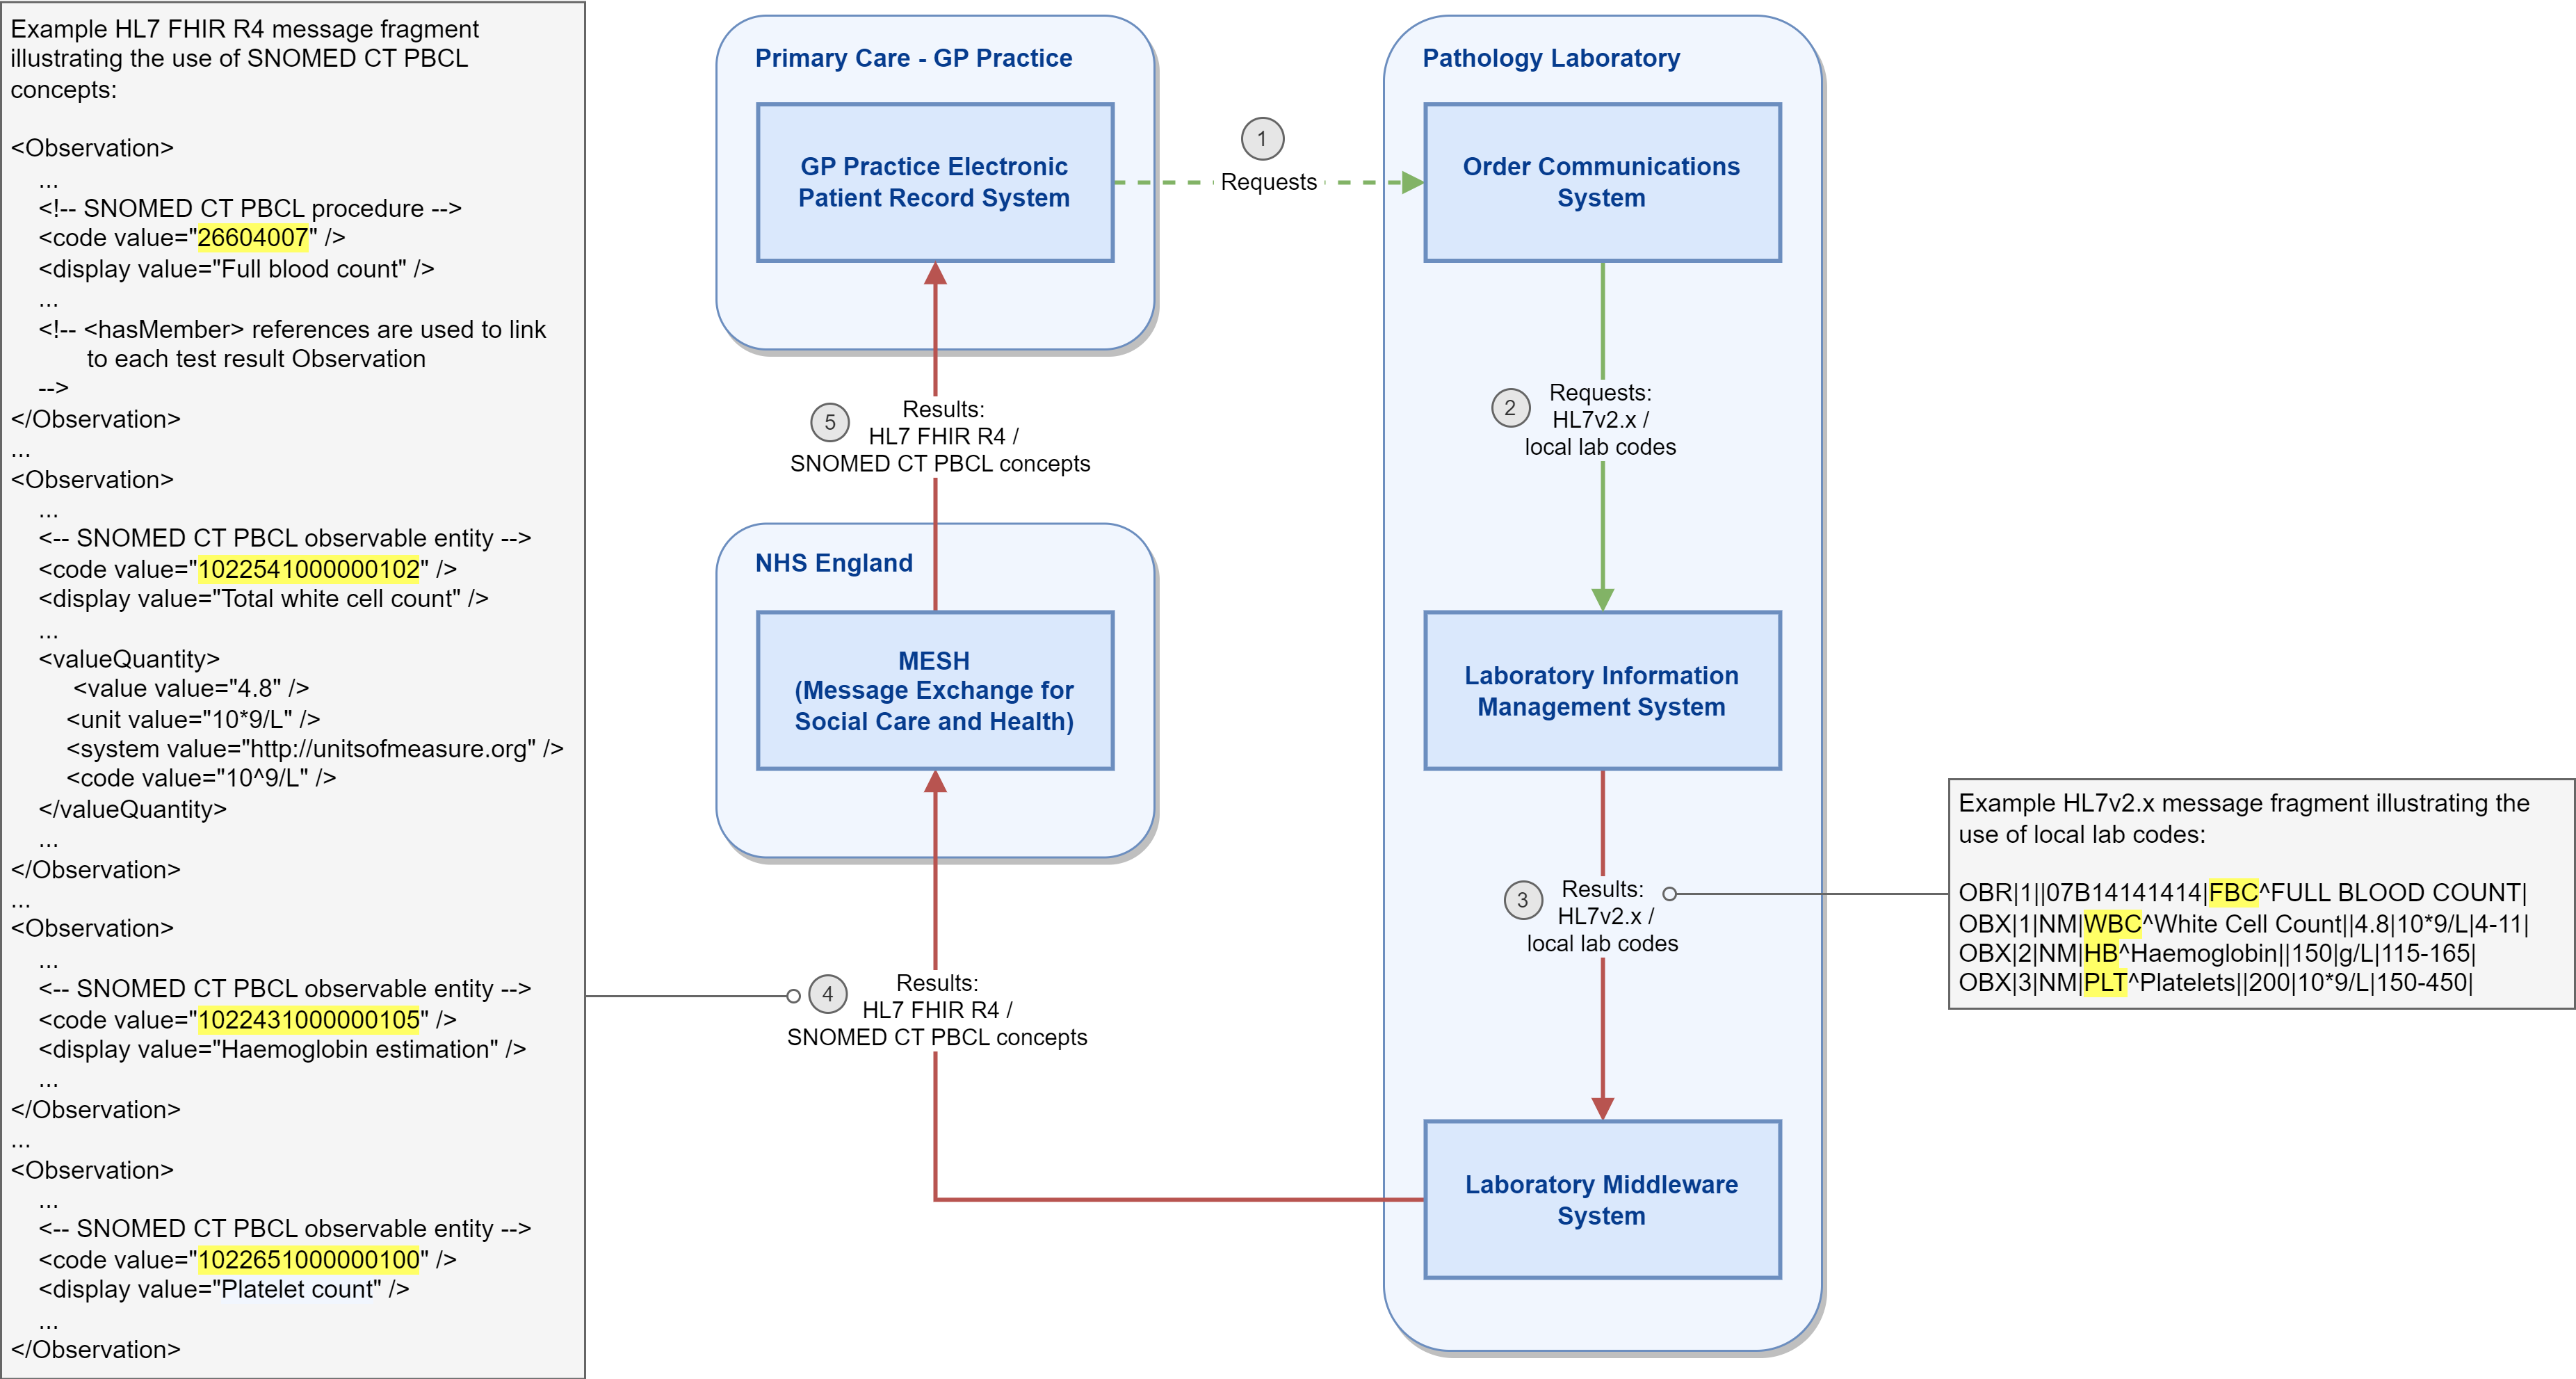 Example HL7 FHIR R4 message fragment
illustrating the use of SNOMED CT PBCL
concepts:
<Observation>
...
<!-- SNOMED CT PBCL procedure -->
<code value="26604007" />
<display value="Full blood count" />
...
<!-- <hasMember> references are used to link
to each test result Observation
-->
</Observation>
...
<Observation>
...
<-- SNOMED CT PBCL observable entity -->
<code value="1022541000000102" />
<display value="Total white cell count" />
...
<valueQuantity>
<value value="4.8" />
<unit value="10*9/L" />
<system value="http://unitsofmeasure.org" />
<code value="10^9/L" />
</valueQuantity>
...
</Observation>
...
<Observation>
...
<-- SNOMED CT PBCL observable entity -->
<code value="1022431000000105" />
<display value="Haemoglobin estimation" />
...
</Observation>
...
<Observation>
...
<-- SNOMED CT PBCL observable entity -->
<code value="1022651000000100" />
<display value="Platelet count" />
...
</Observation>
Primary Care - GP Practice
GP Practice Electronic
Patient Record System
1
Requests
Pathology Laboratory
Order Communications
System
2
Requests:
HL7v2.x /
local lab codes
Laboratory Information
Management System
3
Results:
HL7v2.x /
local lab codes
Example HL7v2.x message fragment illustrating the
use of local lab codes:
OBR|1||07B14141414|FBC^FULL BLOOD COUNT|
OBX|1|NM|WBC^White Cell Count||4.8|10*9/L|4-11|
OBX|2|NM|HB^Haemoglobin||150|g/L|115-165|
OBX|3|NM|PLT^Platelets||200|10*9/L|150-450|
Laboratory Middleware
System
4
Results:
HL7 FHIR R4 /
SNOMED CT PBCL concepts
NHS England
MESH
(Message Exchange for
Social Care and Health)
5
Results:
HL7 FHIR R4 /
SNOMED CT PBCL concepts